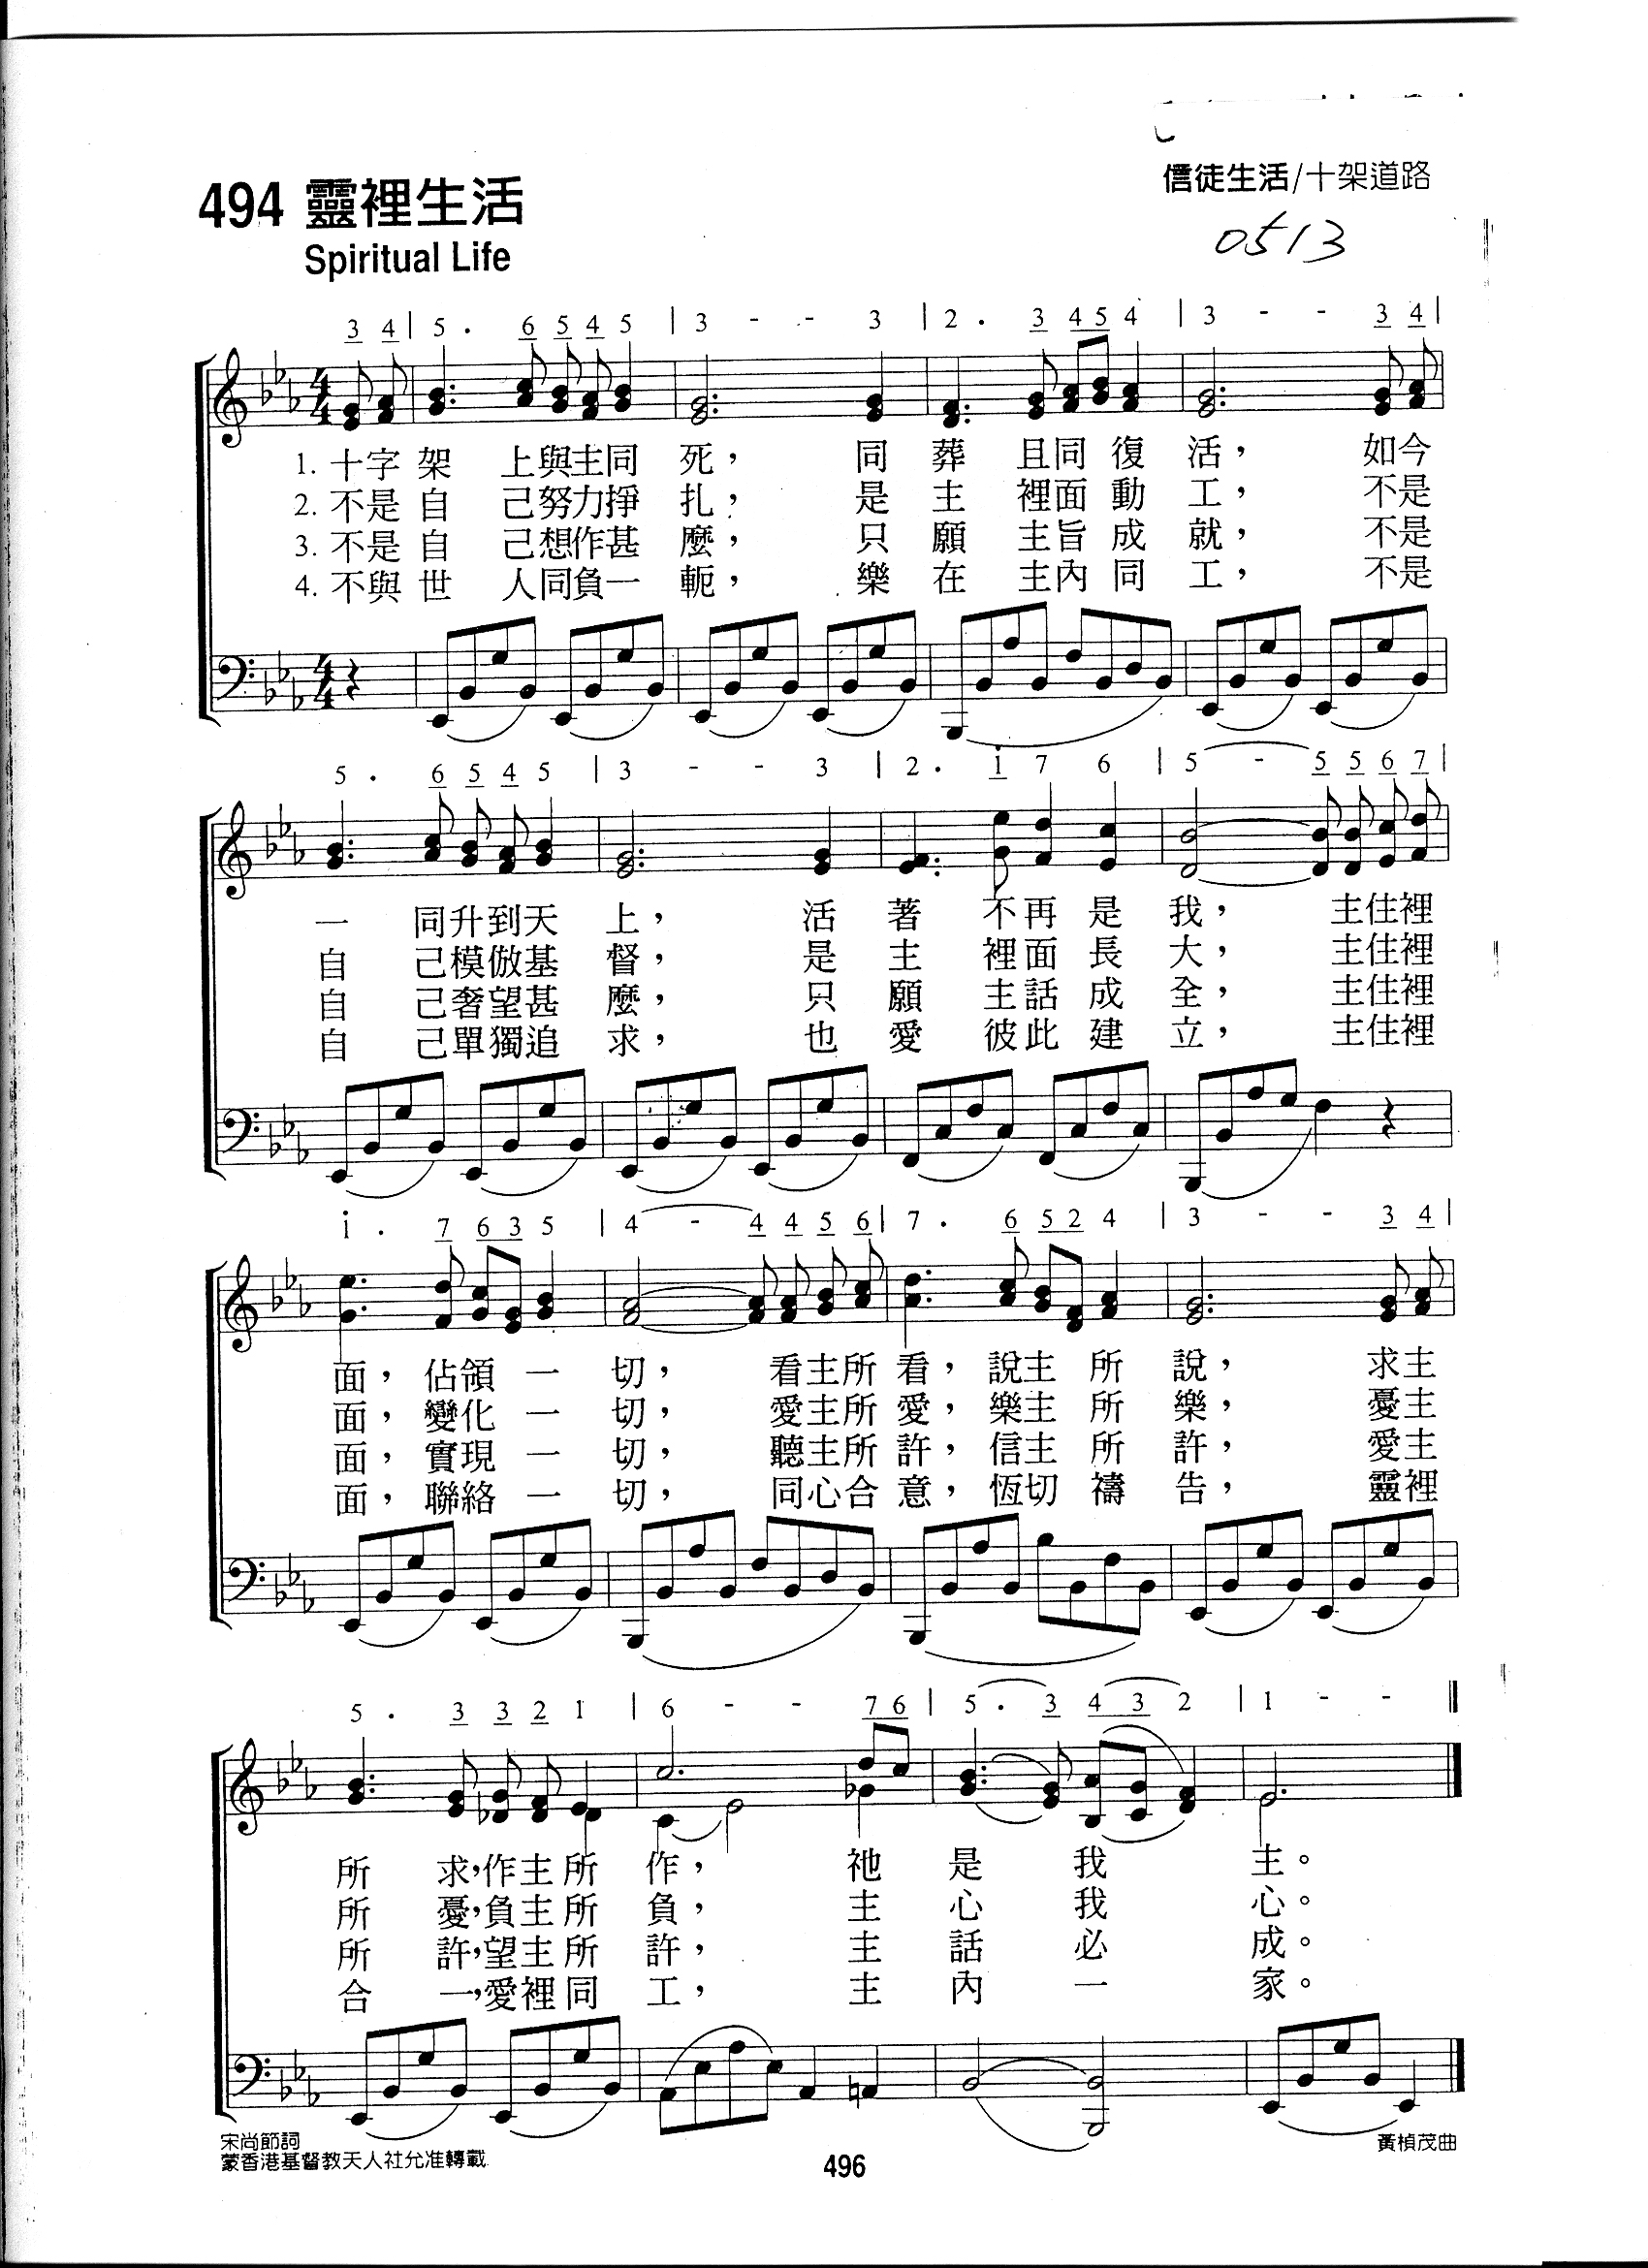 信徒生活/十架道路
494 靈裡生活
Spiritual Life
0513
3 4 | 5 . 6 5 4 5 | 3 - - 3 | 2 . 3 4 5 4 | 3 - - 3 4 |
1. 十字架 上與主同 死， 同 葬 且同 復 活， 如今
2. 不是自 己努力掙 扎， 是 主 裡面 動 工， 不是
3. 不是自 己想作甚 麼， 只 願 主旨 成 就， 不是
4. 不與世 人同負一 軛， 樂 在 主內 同 工， 不是
5 . 6 5 4 5 | 3 - - 3 | 2 . i 7 6 | 5 - 5 5 6 7 |
一 同升到天 上， 活 著 不再 是 我， 主住裡
自 己模倣基 督， 是 主 裡面 長 大， 主住裡
自 己奢望甚 麼， 只 願 主話 成 全， 主住裡
自 己單獨追 求， 也 愛 彼此 建 立， 主住裡
i . 7 6 3 5 | 4 - 4 4 5 6 | 7 . 6 5 2 4 | 3 - - 3 4 |
面，佔領 一 切， 看主所 看，說主 所 說， 求主
面，變化 一 切， 愛主所 愛，樂主 所 樂， 憂主
面，實現 一 切， 聽主所 許，信主 所 許， 愛主
面，聯絡 一 切， 同心合 意，恆切 禱 告， 靈裡
5 . 3 3 2 1 | 6 - - 7 6 | 5 . 3 4 3 2 | 1 - - ‖
所 求，作主所 作， 祂 是 我 主。
所 憂，負主所 負， 主 心 我 心。
所 許，望主所 許， 主 話 必 成。
合 一，愛裡同 工， 主 內 一 家。
宋尚節詞
蒙香港基督教天人社允准轉載
496
黃楨茂曲